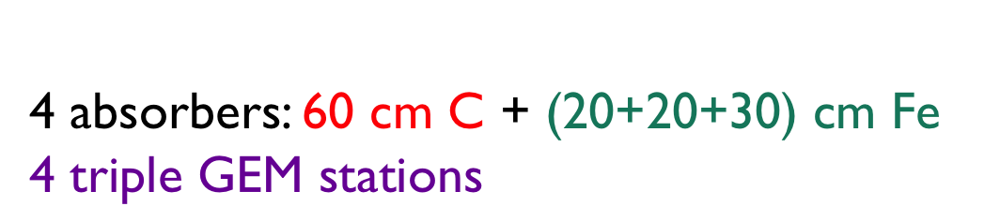 4 absorbers: 60 cm C + (20+20+30) cm Fe
4 triple GEM stations